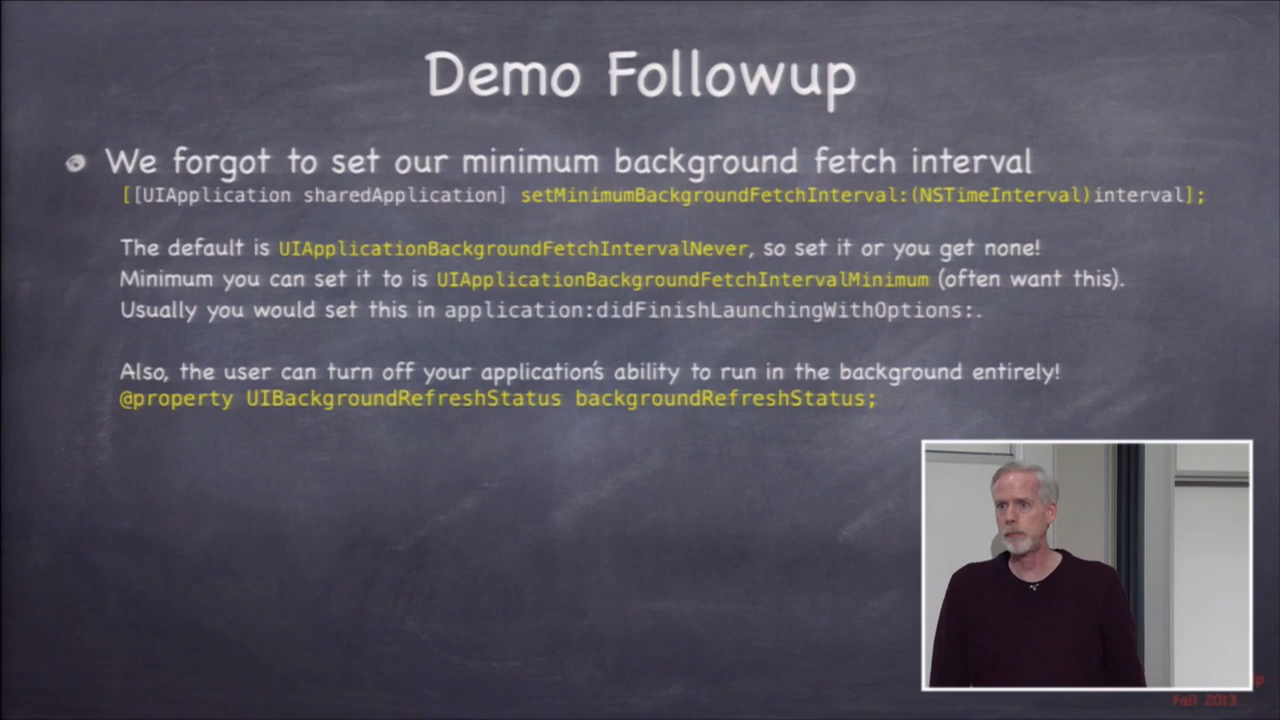 Demo Followup
We forgot to set our minimum background fetch interval
[[UIApplication sharedApplication] setMinimumBackgroundFetchInterval:(NSTimeInterval)interval];
The default is UIApplicationBackgroundFetchIntervalNever, so set it or you get none!
Minimum you can set it to is UIApplicationBackgroundFetchIntervalMinimum (often want this).
Usually you would set this in application:didFinishLaunchingWithOptions:.
Also, the user can turn off your application's ability to run in the background entirely!
@property UIBackgroundRefreshStatus backgroundRefreshStatus;
Fall 2013